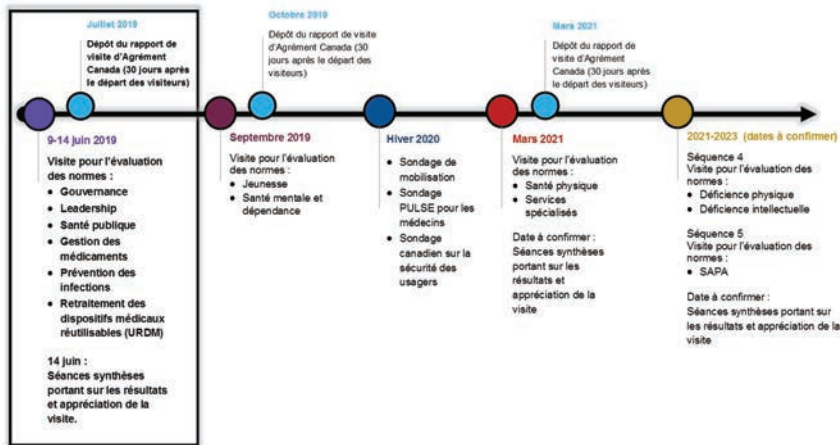 Juillet 2019
Dépôt du rapport de
visite d'Agrément
Canada (30 jours après
le départ des visiteurs)
Octobre 2019
Dépôt du rapport de visite
d'Agrément Canada (30
jours après le départ des
visiteurs)
Mars 2021
Dépôt du rapport de
visite d'Agrément
Canada (30 jours après
le départ des visiteurs)
9-14 juin 2019
Visite pour l'évaluation
des normes :
• Gouvernance
• Leadership
• Santé publique
• Gestion des
médicaments
• Prévention des
infections
• Retraitement des
dispositifs médicaux
réutilisables (URDM)
14 juin :
Séances synthèses
portant sur les résultats
et appréciation de la
visite.
Septembre 2019
Visite pour l'évaluation
des normes :
• Jeunesse
• Santé mentale et
dépendance
Hiver 2020
• Sondage de
mobilisation
• Sondage
PULSE pour les
médecins
• Sondage
canadien sur la
sécurité des
usagers
Mars 2021
Visite pour l'évaluation
des normes :
• Santé physique
• Services
spécialisés
Date à confirmer :
Séances synthèses
portant sur les
résultats et
appréciation de la
visite
2021-2023 (dates à confirmer)
Séquence 4
Visite pour l'évaluation des
normes :
• Déficience physique
• Déficience intellectuelle
Séquence 5
Visite pour l'évaluation des
normes :
• SAPA
Date à confirmer :
Séances synthèses portant sur
les résultats et appréciation de la
visite